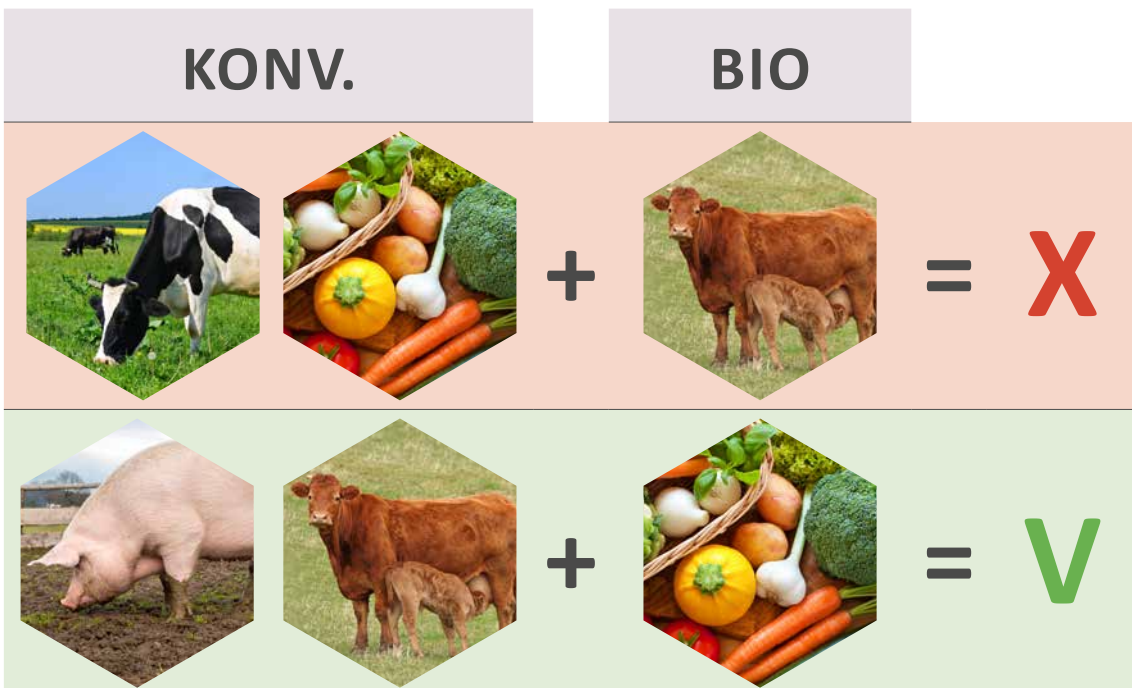 KONV. BIO
+ = X
+ = V